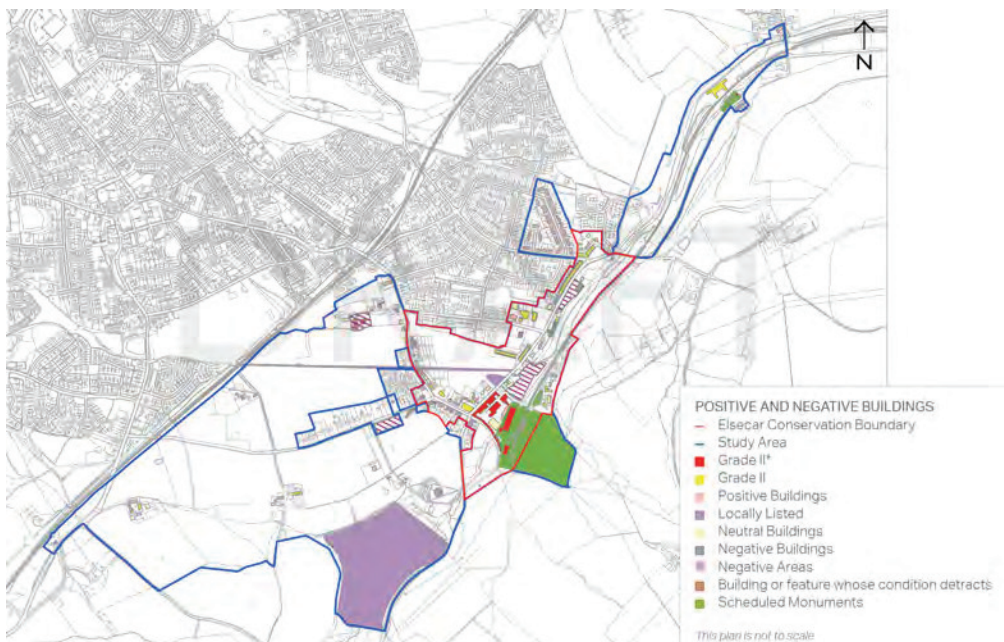 N
DRAFT
POSITIVE AND NEGATIVE BUILDINGS
Elsecar Conservation Boundary
Study Area
Grade II*
Grade II
Positive Buildings
Locally Listed
Neutral Buildings
Negative Buildings
Negative Areas
Building or feature whose condition detracts
Scheduled Monuments
This plan is not to scale